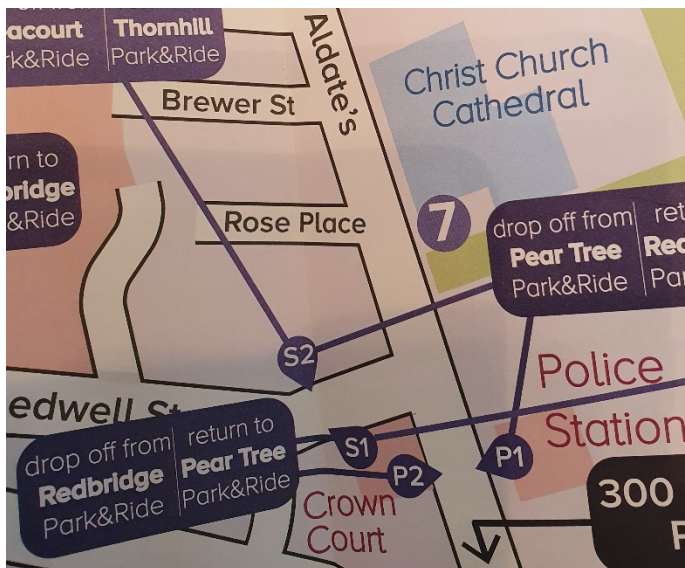 Thornhill
Park&Ride
Aldate's
Brewer St
Christ Church
Cathedral
to
&Ride
Rose Place
7
drop off from
Pear Tree
Park&Ride
S2
Police
Station
drop off from
Redbridge
Park&Ride
return to
Pear Tree
Park&Ride
S1
P2
P1
Crown
Court
300